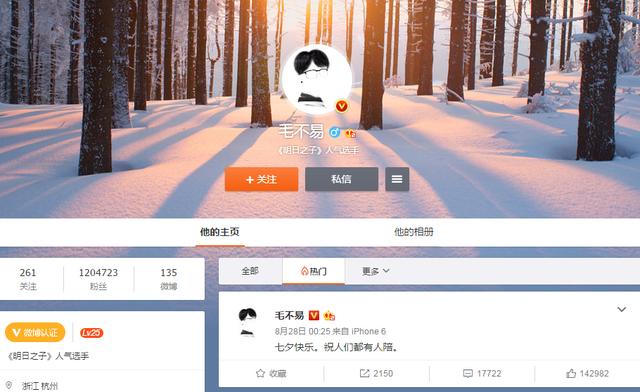 毛不易
《明日之子》人气选手
+ 关注
私信
他的主页
他的相册
261
1204723
135
关注
粉丝
微博
全部
热门
更多
V 微博认证
Lv25
《明日之子》人气选手
浙江 杭州
毛不易
8月28日 00:25 来自 iPhone 6
七夕快乐。祝人们都有人陪。
收藏
2150
17722
142982